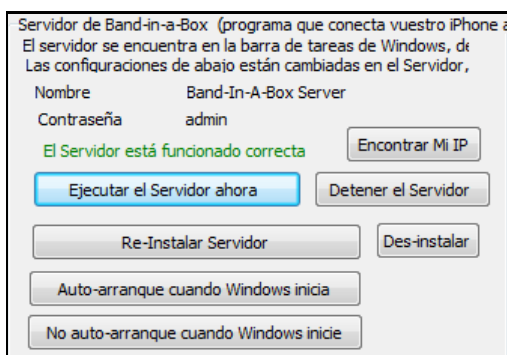 Servidor de Band-in-a-Box (programa que conecta vuestro iPhone a
El servidor se encuentra en la barra de tareas de Windows, de
Las configuraciones de abajo están cambiadas en el Servidor,
Nombre Band-In-A-Box Server
Contraseña admin
El Servidor está funcionado correcta
Encontrar Mi IP
Ejecutar el Servidor ahora
Detener el Servidor
Re-Instalar Servidor
Des-instalar
Auto-arranque cuando Windows inicia
No auto-arranque cuando Windows inicie